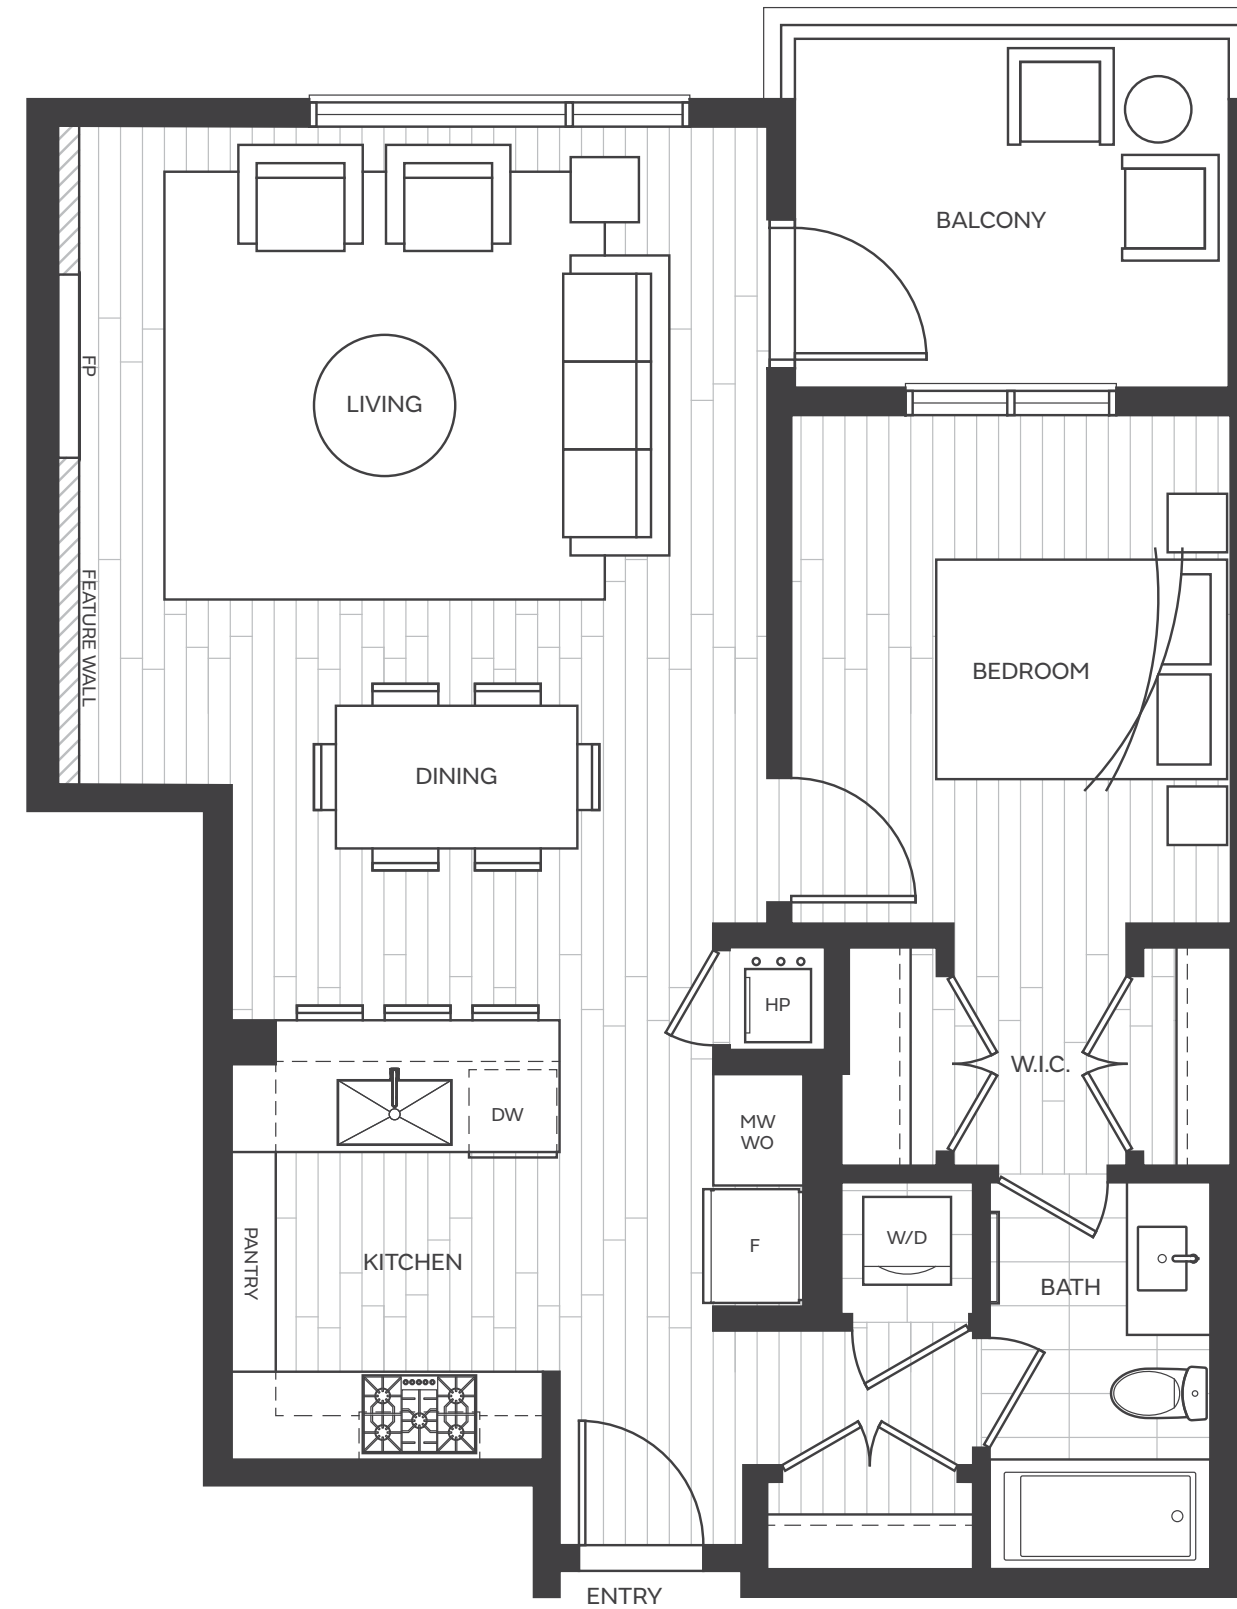 BALCONY
FP
LIVING
FEATURE WALL
BEDROOM
DINING
HP
W.I.C.
DW
MW
WO
W/D
F
PANTRY
KITCHEN
BATH
ENTRY